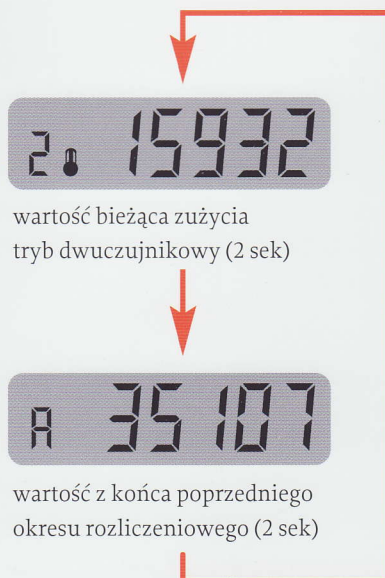 2 15932
wartość bieżąca zużycia
tryb dwuczujnikowy (2 sek)
A 35107
wartość z końca poprzedniego
okresu rozliczeniowego (2 sek)